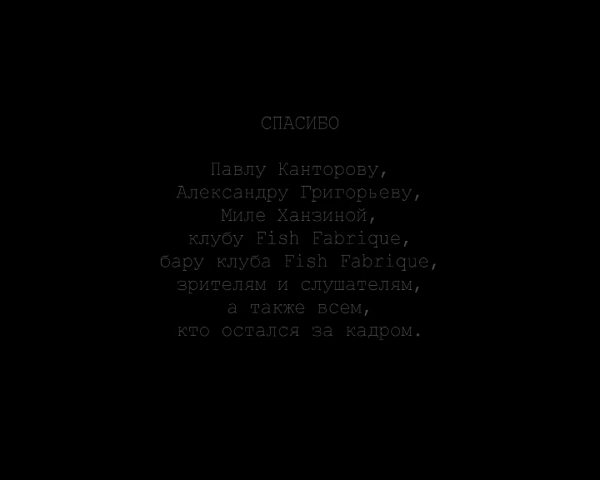 СПАСИБО
Павлу Канторову,
Александру Григорьеву,
Миле Ханзиной,
клубу Fish Fabrique,
бару клуба Fish Fabrique,
зрителям и слушателям,
а также всем,
кто остался за кадром.